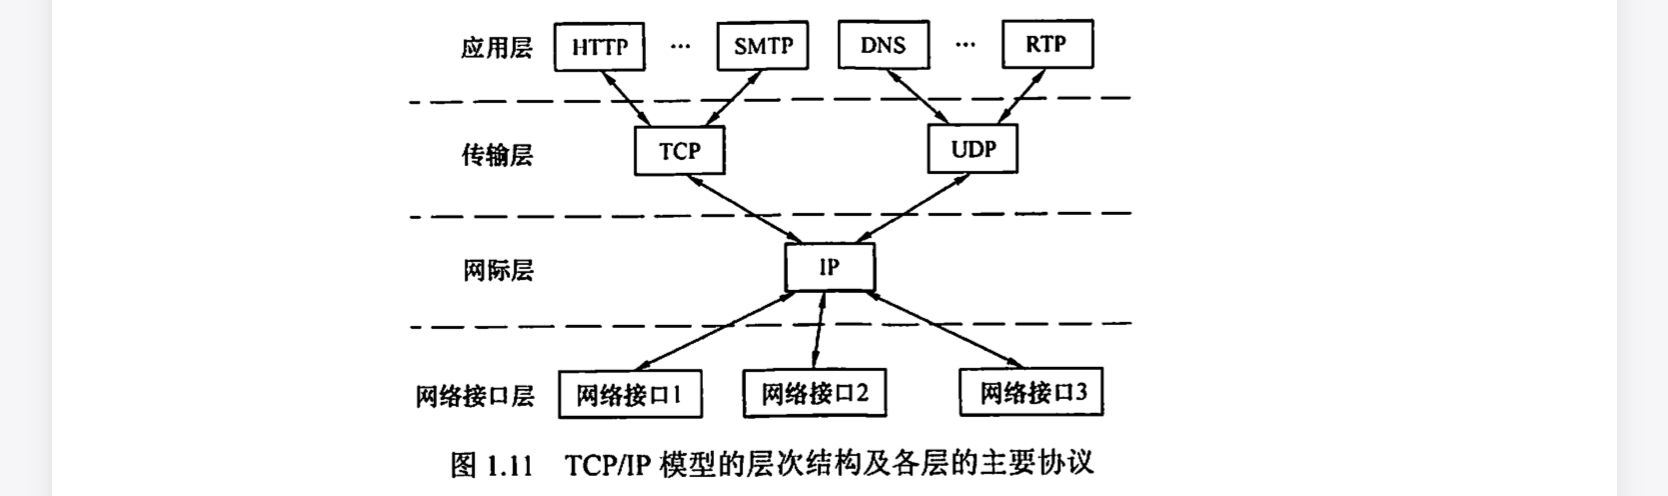 应用层 HTTP … SMTP DNS … RTP
传输层 TCP UDP
网际层 IP
网络接口层 网络接口1 网络接口2 网络接口3
图 1.11 TCP/IP 模型的层次结构及各层的主要协议